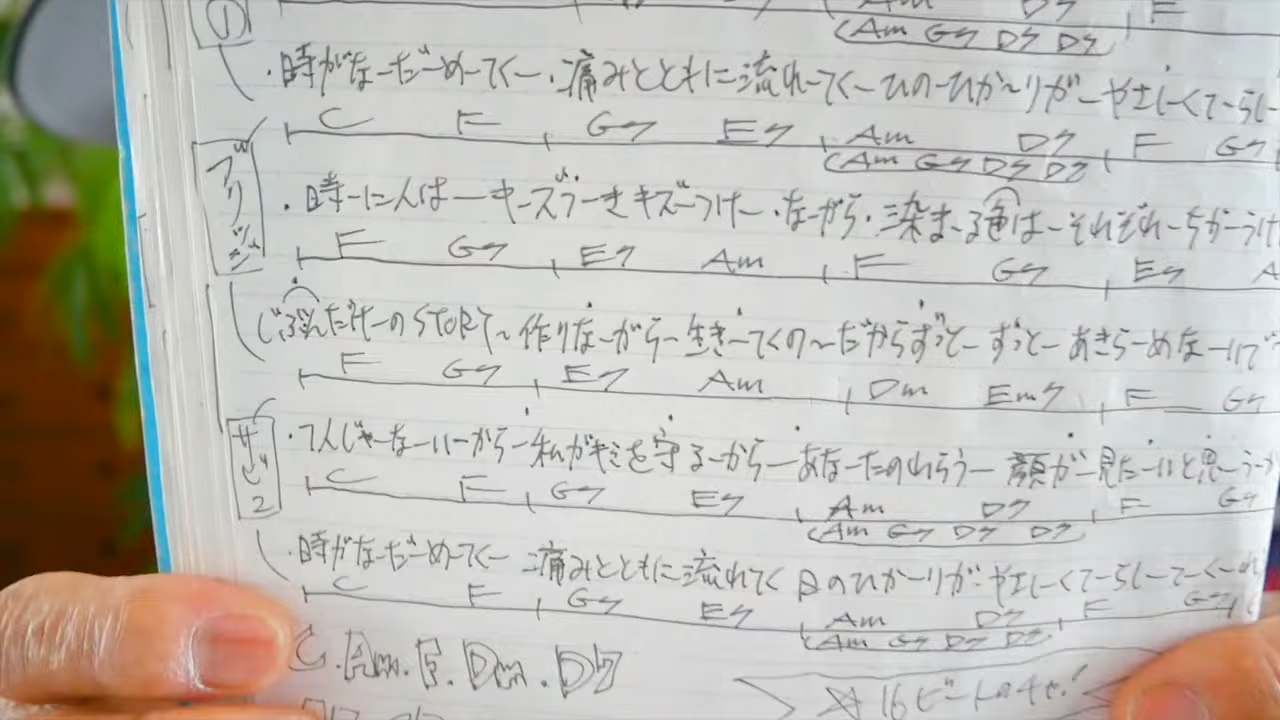 ①
(Am G7 D7 D7)
・時がなーだーめーてくー・痛みとともに流れーてくーひのーひかーりがーやさしーくてーらしー
C F G7 E7 Am D7 F G7
(Am G7 D7 D7)
ブリッジ
・時ーに人はーーキーズつーきキズーつけー・ながら・染まーる色はーそれぞれーちがーうけ
F G7 E7 Am F G7 E7 A
じぶんだけーのSTORY〜作りなーがらー生きーてくの〜だからずっとーずっとーあきらーめなーいで
F G7 E7 Am Dm Em7 F G7
サビ2
・1人じゃーなーいーからー私がキミを守るーからーあなーたのわらうー顔がー見たーいと思ーうーか
C F G7 E7 Am D7 F G7
(Am G7 D7 D7)
・時がなーだーめーてくー 痛みとともに流れてく 日のひかーりがーやさしーくてーらしーてーくーれ
C F G7 E7 Am D7 F G7
(Am G7 D7 D7)
C.Am.F.Dm.D7
☆16ビートの